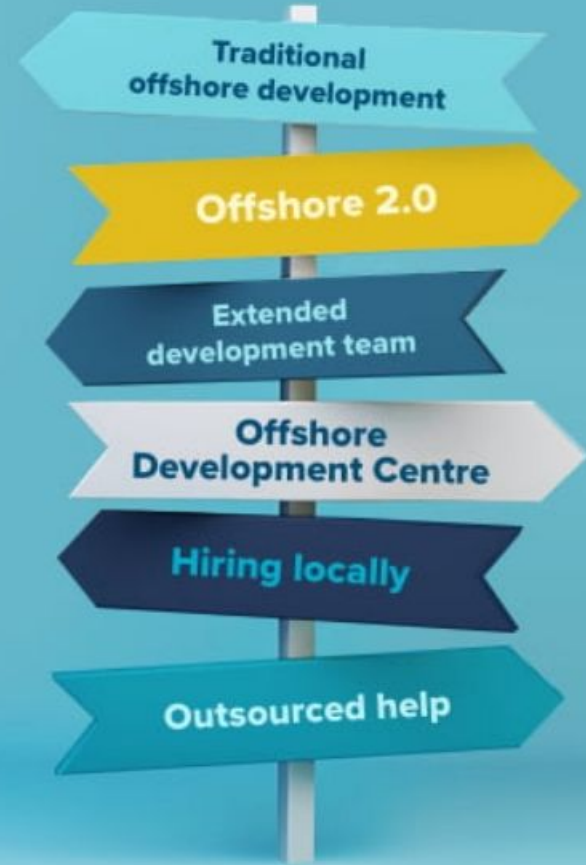 Traditional
offshore development
Offshore 2.0
Extended
development team
Offshore
Development Centre
Hiring locally
Outsourced help